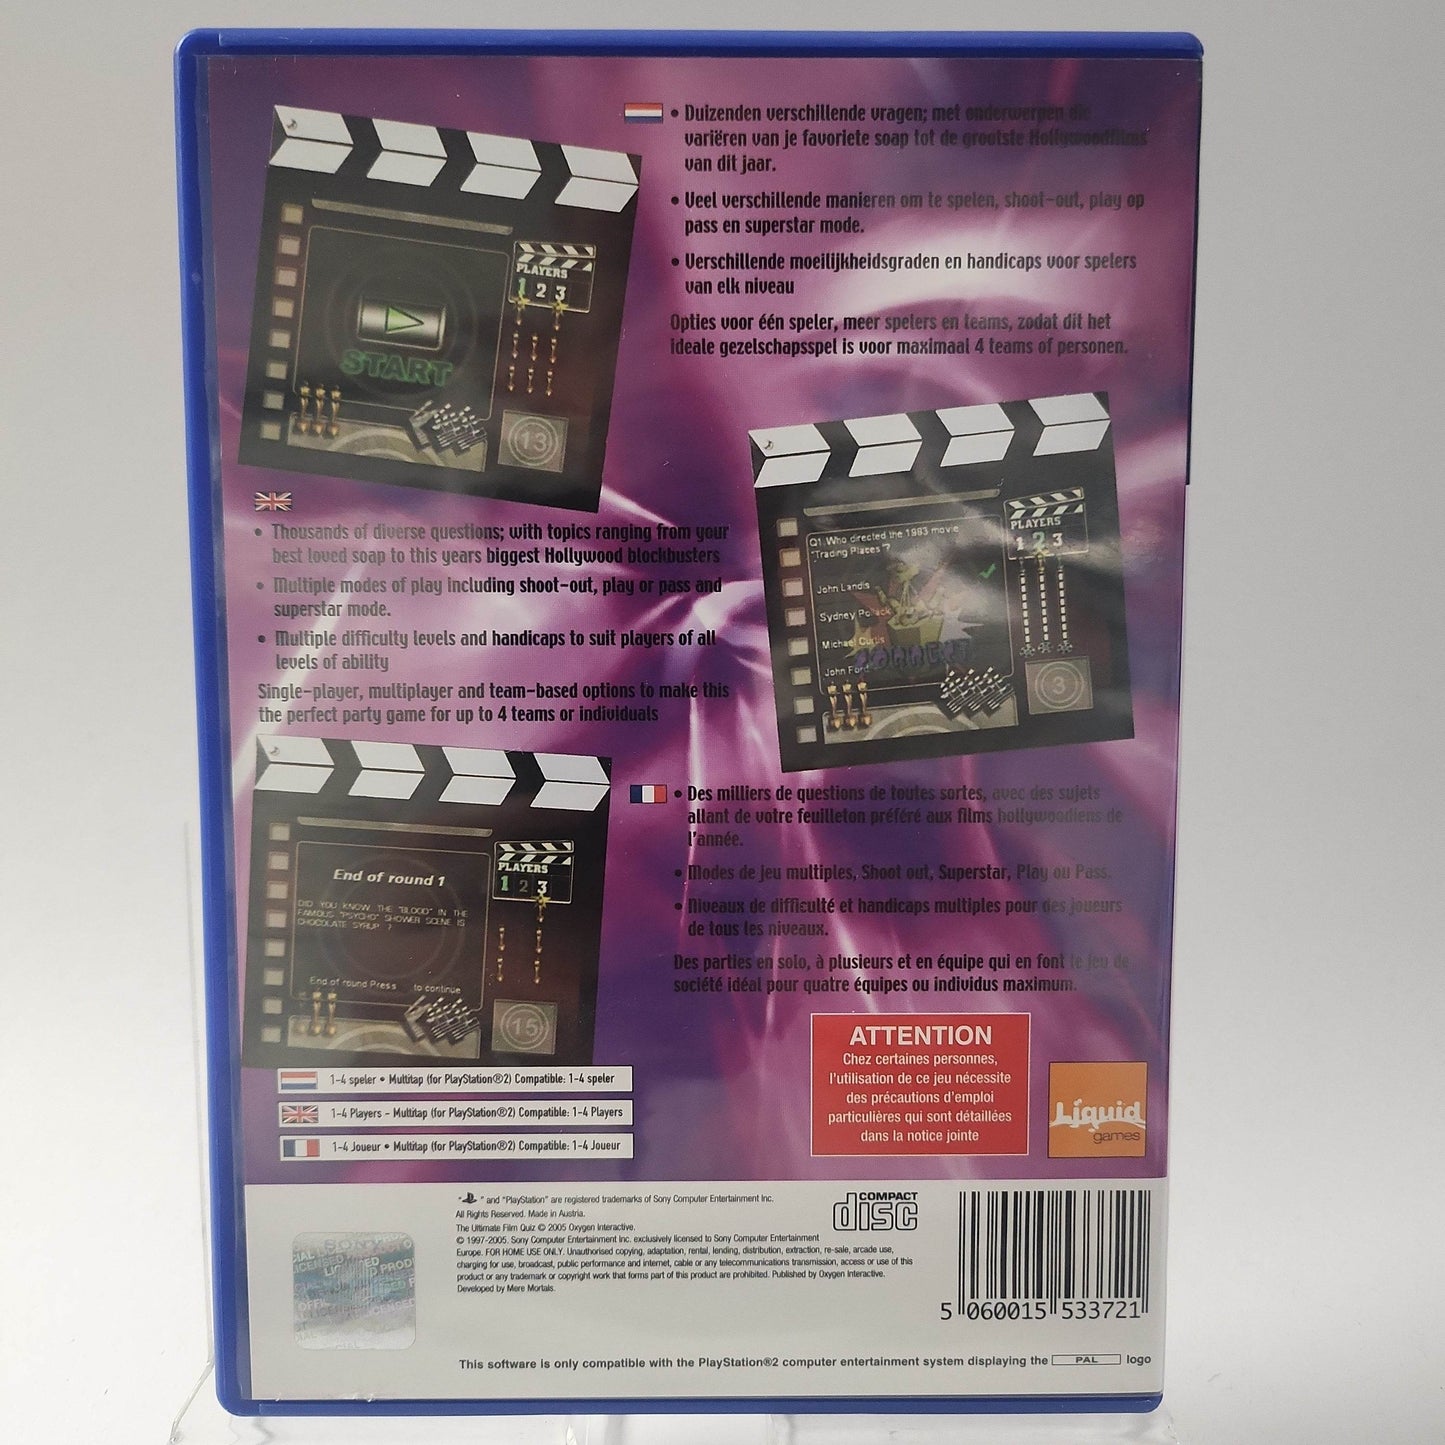 • Duizenden verschillende vragen; met onderwerpen die
variëren van je favoriete soap tot de grootste Hollywoodfilms
van dit jaar.
• Veel verschillende manieren om te spelen, shoot-out, play op
pass en superstar mode.
• Verschillende moeilijkheidsgraden en handicaps voor spelers
van elk niveau
Opties voor één speler, meer spelers en teams, zodat dit het
ideale gezelschapsspel is voor maximaal 4 teams of personen.
PLAYERS
1 2 3
START
13
• Thousands of diverse questions; with topics ranging from your
best loved soap to this years biggest Hollywood blockbusters
• Multiple modes of play including shoot-out, play or pass and
superstar mode.
• Multiple difficulty levels and handicaps to suit players of all
levels of ability
Single-player, multiplayer and team-based options to make this
the perfect party game for up to 4 teams or individuals
Q1.Who directed the 1983 movie
"Trading Places"?
John Landis
Sydney Pollack
Michael Curtis
John Ford
PLAYERS
1 2 3
3
End of round 1
DID YOU KNOW THE "BLOOD" IN THE
FAMOUS "PSYCHO" SHOWER SCENE IS
CHOCOLATE SYRUP ?
End of round Press to continue
PLAYERS
1 2 3
15
• Des milliers de questions de toutes sortes, avec des sujets
allant de votre feuilleton préféré aux films hollywoodiens de
l'année.
• Modes de jeu multiples, Shoot out, Superstar, Play ou Pass.
• Niveaux de difficulté et handicaps multiples pour des joueurs
de tous les niveaux.
Des parties en solo, à plusieurs et en équipe qui en font le jeu de
société idéal pour quatre équipes ou individus maximum.
ATTENTION
Chez certaines personnes,
l'utilisation de ce jeu nécessite
des précautions d'emploi
particulières qui sont détaillées
dans la notice jointe
Liquid
games
1-4 speler • Multitap (for PlayStation®2) Compatible: 1-4 speler
1-4 Players - Multitap (for PlayStation®2) Compatible: 1-4 Players
1-4 Joueur • Multitap (for PlayStation®2) Compatible: 1-4 Joueur
" " and "PlayStation" are registered trademarks of Sony Computer Entertainment Inc.
All Rights Reserved. Made in Austria.
The Ultimate Film Quiz © 2005 Oxygen Interactive.
© 1997-2005. Sony Computer Entertainment Inc. exclusively licensed to Sony Computer Entertainment
Europe. FOR HOME USE ONLY. Unauthorised copying, adaptation, rental, lending, distribution, extraction, re-sale, arcade use,
charging for use, broadcast, public performance and internet, cable or any telecommunications transmission, access or use of this
product or any trademark or copyright work that forms part of this product are prohibited. Published by Oxygen Interactive.
Developed by Mere Mortals.
COMPACT
disc
5 060015 533721
This software is only compatible with the PlayStation®2 computer entertainment system displaying the PAL logo